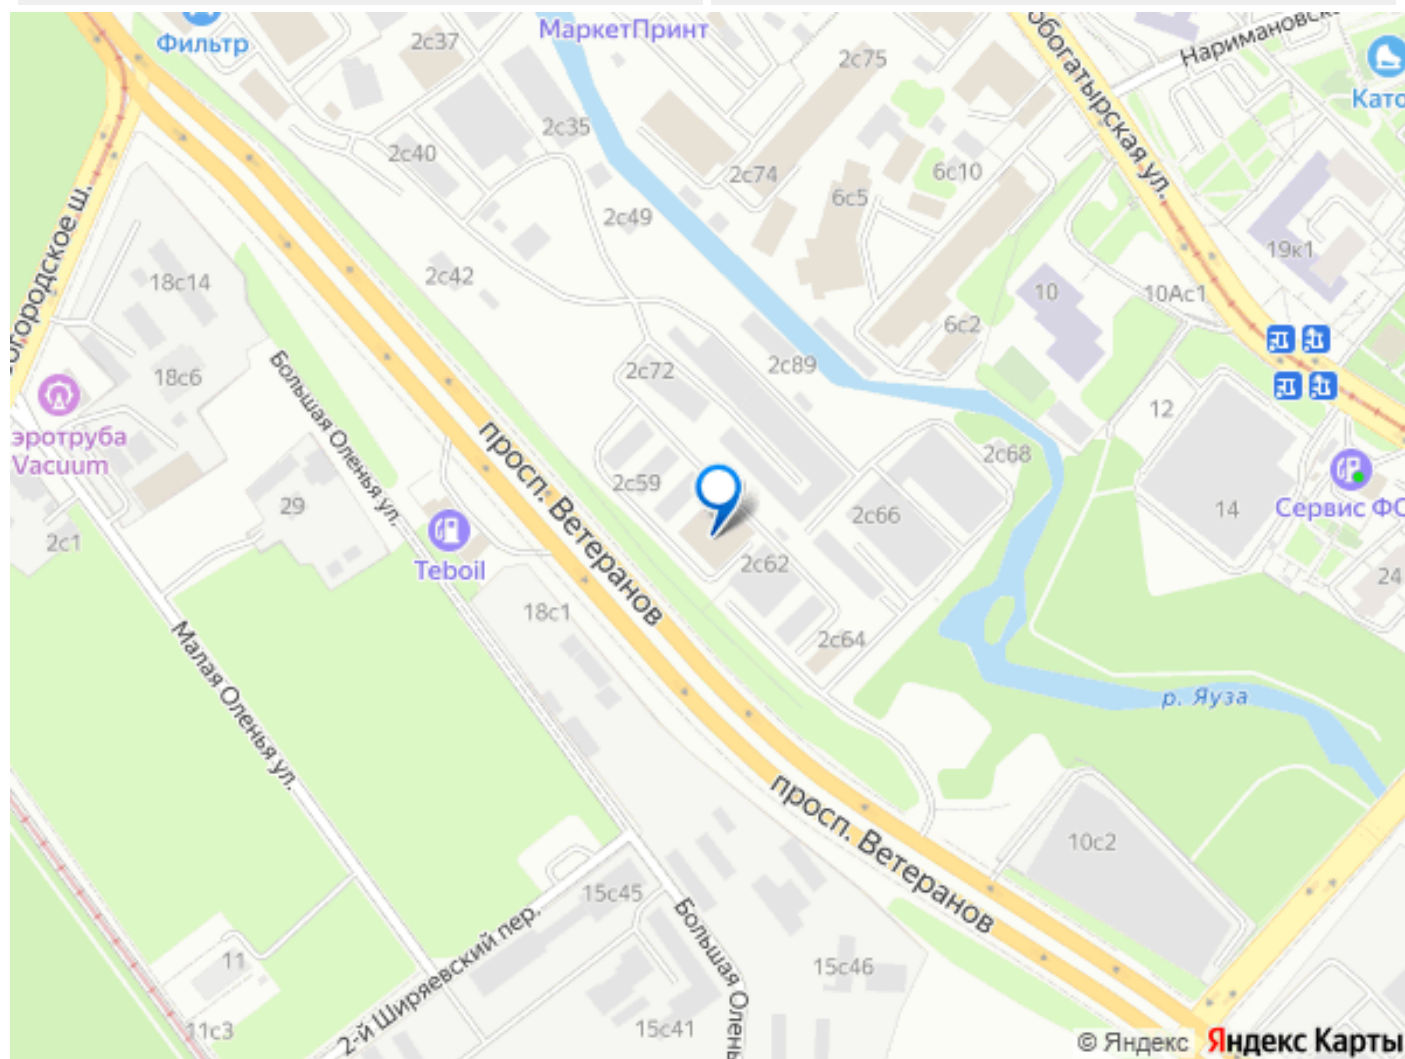 Фильтр
2с37
МаркетПринт
2с75
Наримановск
Като
обогатырская ул.
2с35
2с40
2с74
6с10
6с5
2с49
огородское ш.
2с42
18с14
19к1
10
10Ас1
6с2
2с89
2с72
18с6
12
Большая Оленья ул.
эротруба
Vacuum
просп. Ветеранов
2с68
2с59
29
2с66
14
Сервис ФО
2с1
Teboil
2с62
24
18с1
2с64
Малая Оленья ул.
р. Яуза
просп. Ветеранов
10с2
15с45
Большая Олень
2-й Ширяевский пер.
11
15с46
11с3
15с41
© Яндекс Яндекс Карты